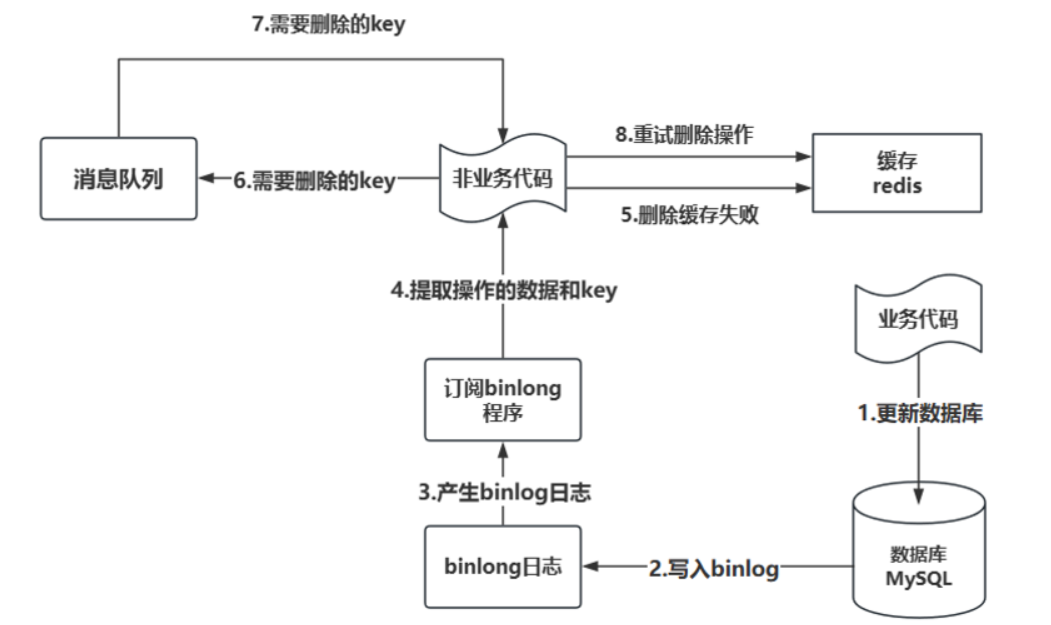 7.需要删除的key
消息队列
6.需要删除的key
非业务代码
8.重试删除操作
5.删除缓存失败
缓存
redis
4.提取操作的数据和key
业务代码
订阅binlong
程序
1.更新数据库
3.产生binlog日志
binlong日志
2.写入binlog
数据库
MySQL